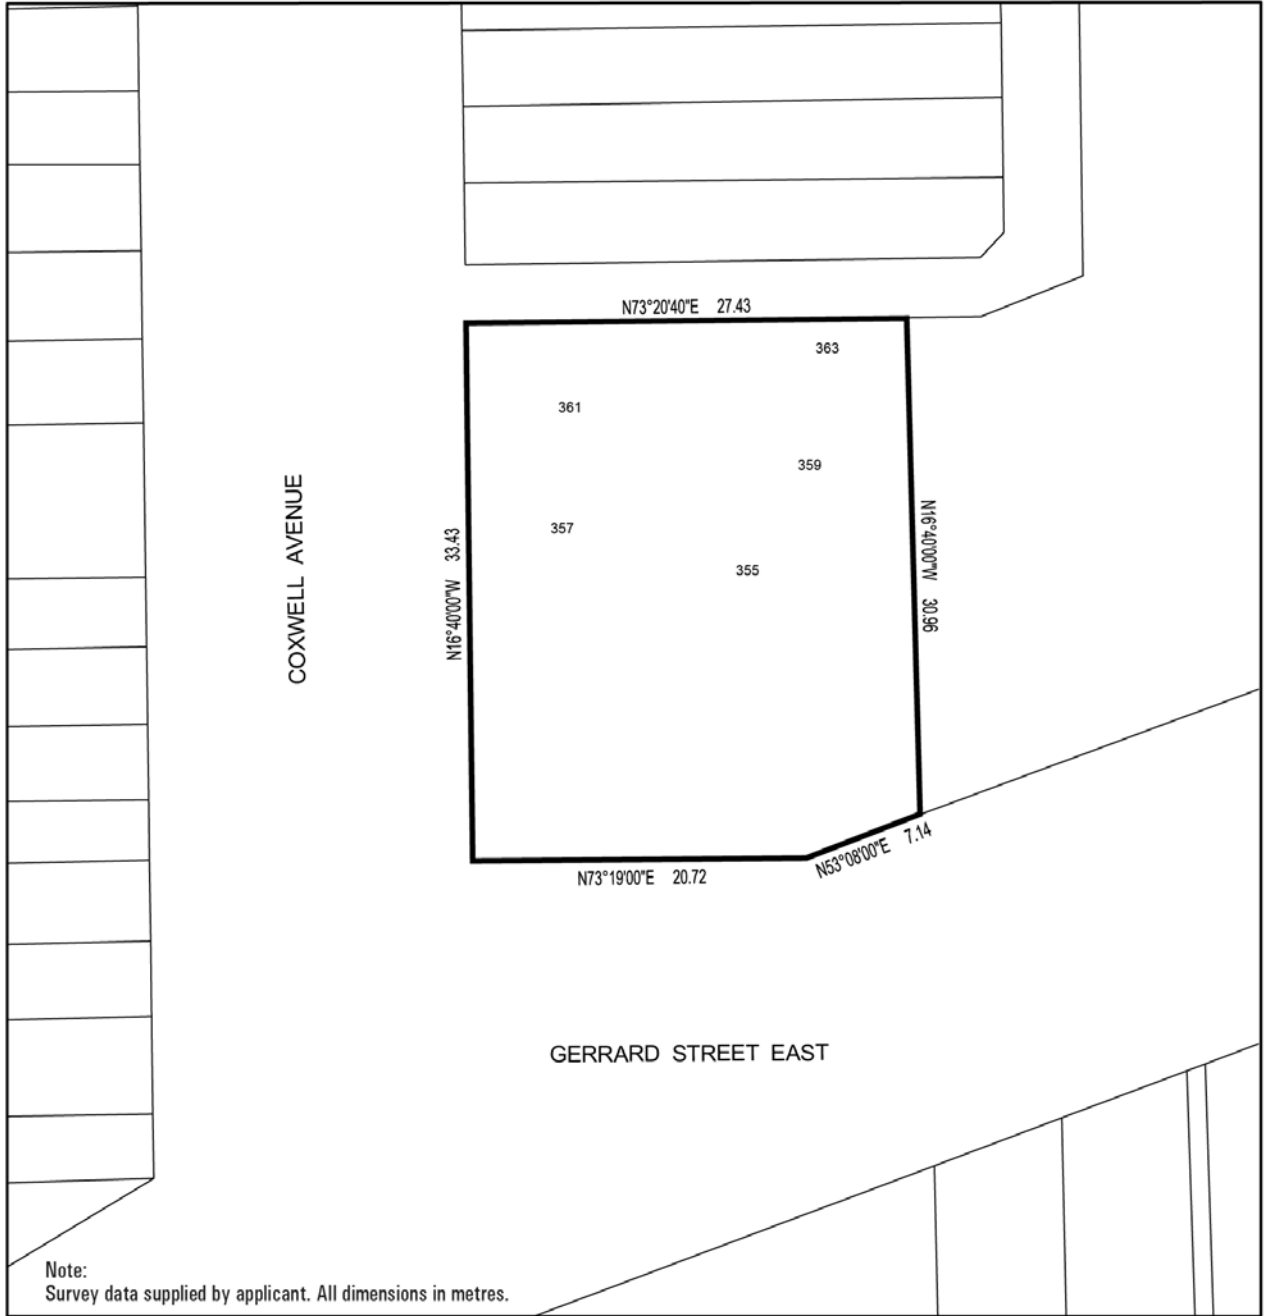 N73°20'40"E 27.43
363
361
359
COXWELL AVENUE
N16°40'00"W 33.43
357
N16°40'00"W 30.96
355
N53°08'00"E 7.14
N73°19'00"E 20.72
GERRARD STREET EAST
Note:
Survey data supplied by applicant. All dimensions in metres.